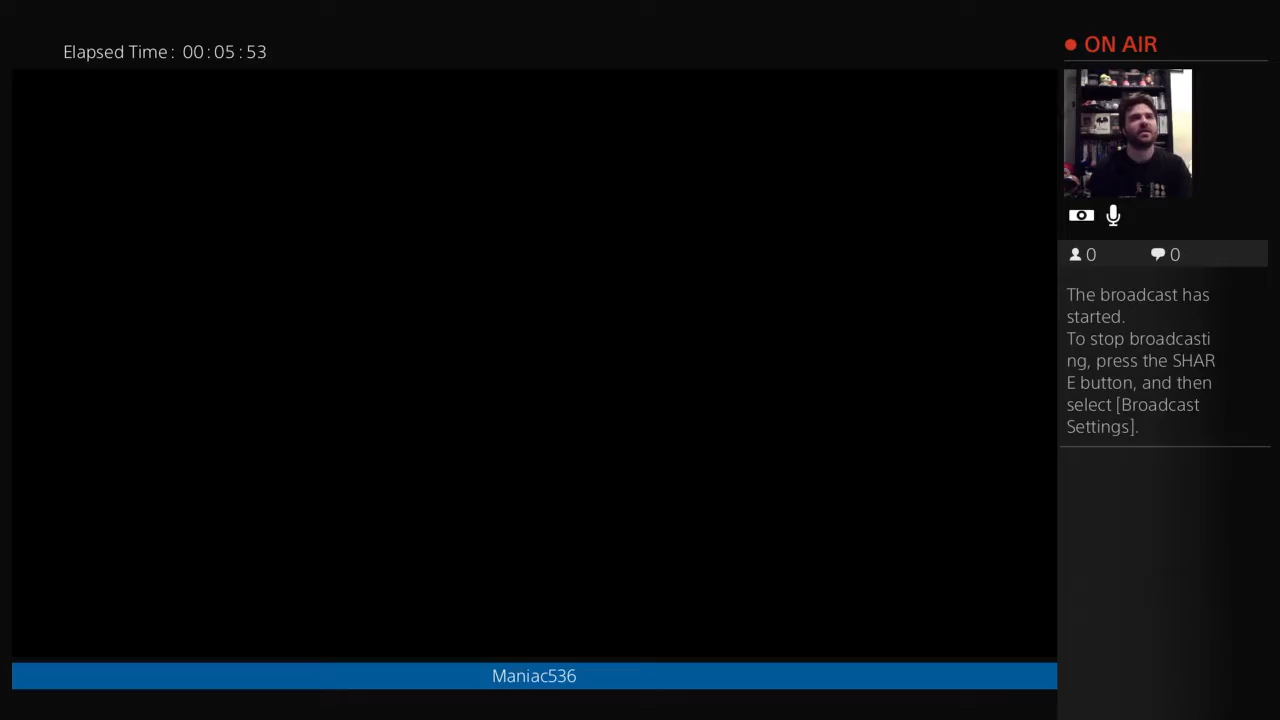 Elapsed Time: 00:05:53
ON AIR
0 0
The broadcast has
started.
To stop broadcasti
ng, press the SHAR
E button, and then
select [Broadcast
Settings].
Maniac536